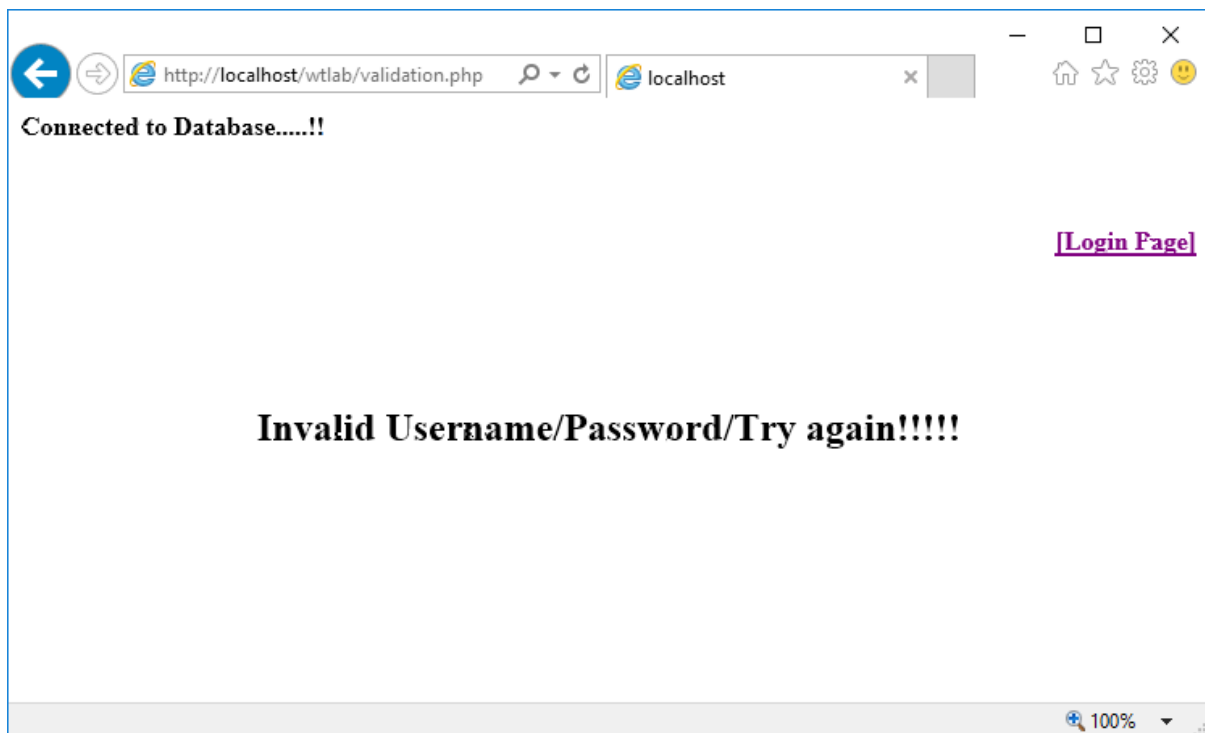 http://localhost/wtlab/validation.php
localhost
Connected to Database.....!!
[Login Page]
Invalid Username/Password/Try again!!!!!
100%